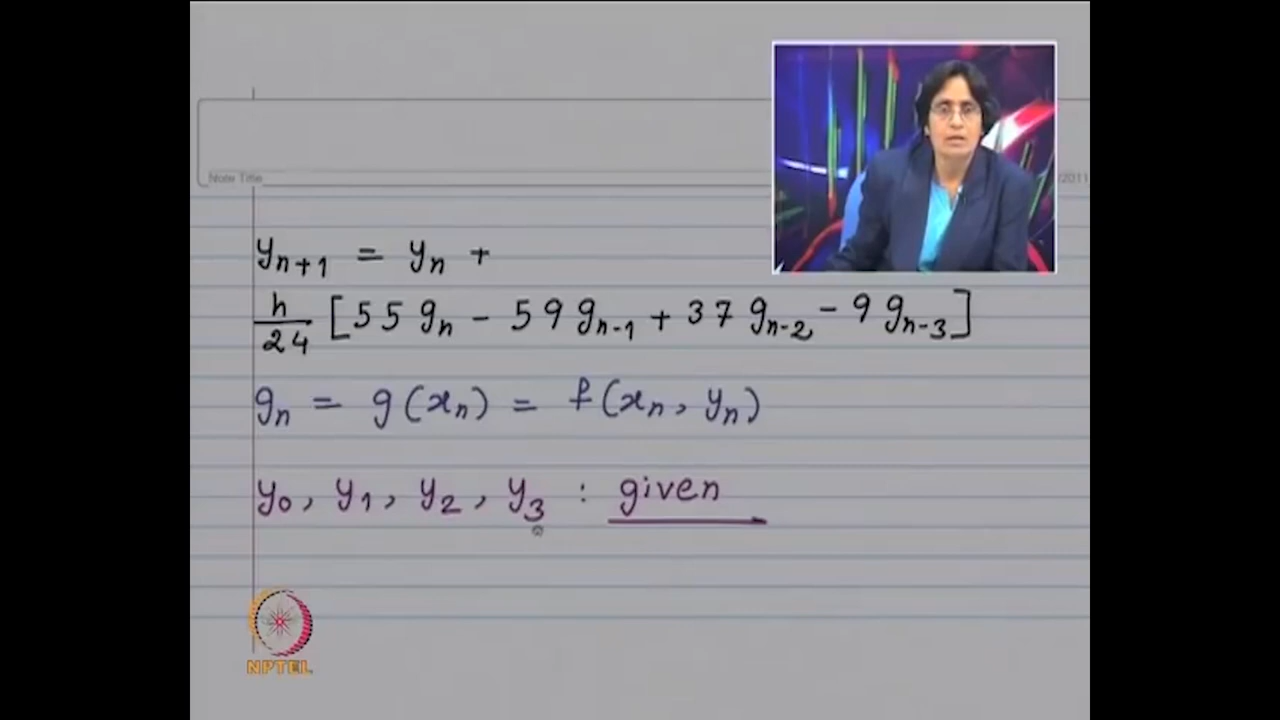 Note Title
/2011
yₙ₊₁ = yₙ +
h/24 [55 gₙ - 59 gₙ₋₁ + 37 gₙ₋₂ - 9 gₙ₋₃]
gₙ = g(xₙ) = f(xₙ, yₙ)
y₀, y₁, y₂, y₃ : given
NPTEL